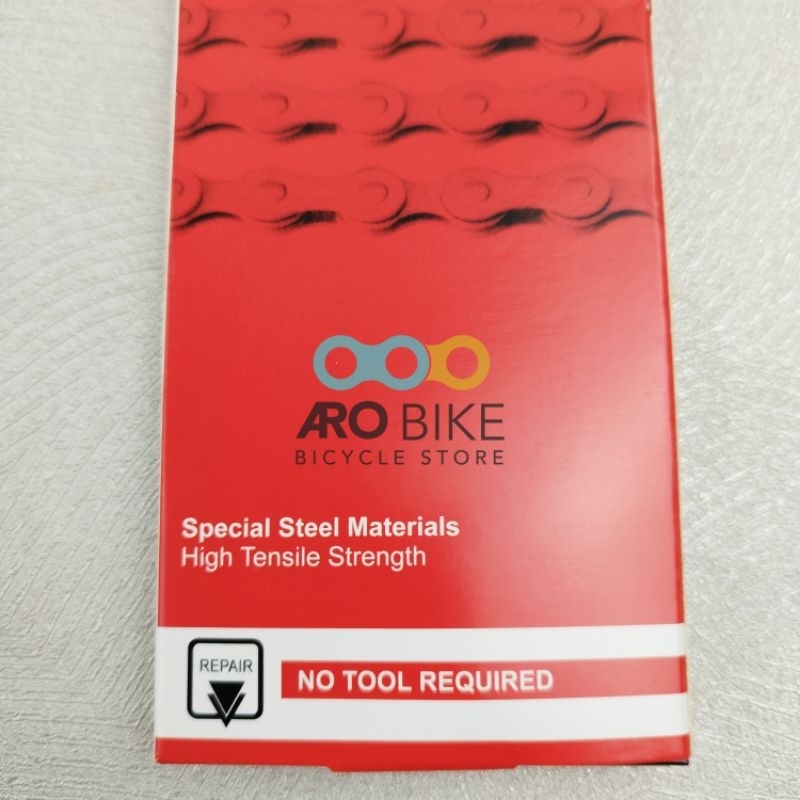 ARO BIKE
BICYCLE STORE
Special Steel Materials
High Tensile Strength
REPAIR
NO TOOL REQUIRED